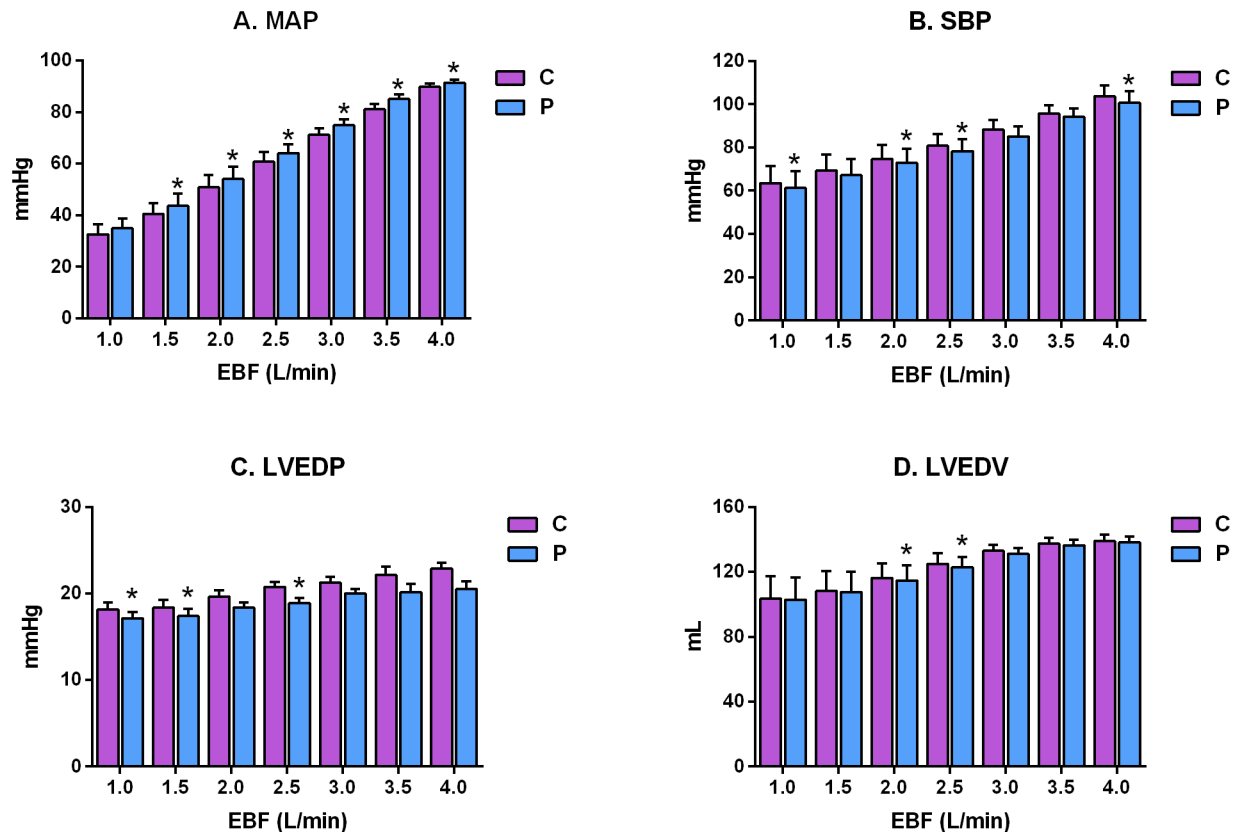 A. MAP
100
80
60
40
20
0
mmHg
* * * * * *
C
P
1.0 1.5 2.0 2.5 3.0 3.5 4.0
EBF (L/min)
B. SBP
120
100
80
60
40
20
0
mmHg
* * * *
C
P
1.0 1.5 2.0 2.5 3.0 3.5 4.0
EBF (L/min)
C. LVEDP
30
20
10
0
mmHg
* * *
C
P
1.0 1.5 2.0 2.5 3.0 3.5 4.0
EBF (L/min)
D. LVEDV
160
120
80
40
0
mL
* *
C
P
1.0 1.5 2.0 2.5 3.0 3.5 4.0
EBF (L/min)